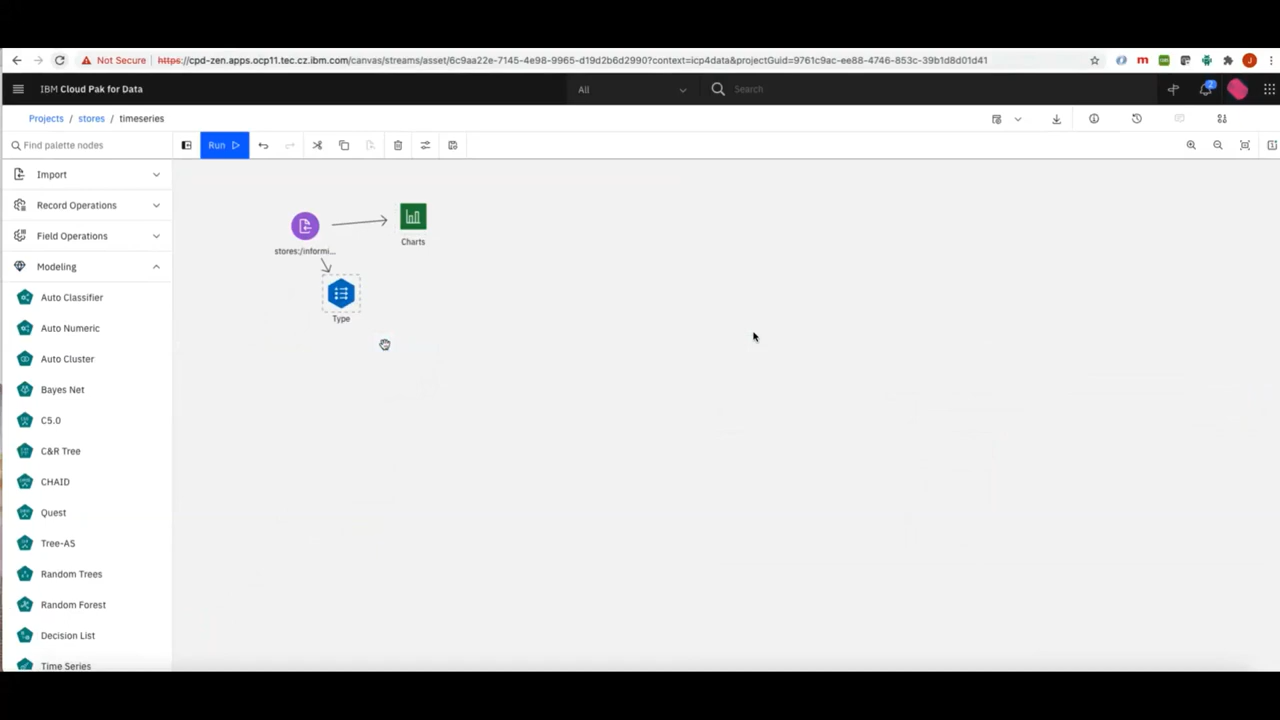 Not Secure https://cpd-zen.apps.ocp11.tec.cz.ibm.com/canvas/streams/asset/6c9aa22e-7145-4e98-9965-d19d2b6d2990?context=icp4data&projectGuid=9761c9ac-ee88-4746-853c-39b1d8d01d41
J
IBM Cloud Pak for Data
All
Search
2
Projects / stores / timeseries
Find palette nodes
Run
Import
Record Operations
Field Operations
Modeling
Auto Classifier
Auto Numeric
Auto Cluster
Bayes Net
C5.0
C&R Tree
CHAID
Quest
Tree-AS
Random Trees
Random Forest
Decision List
Time Series
stores:/informi...
Charts
Type